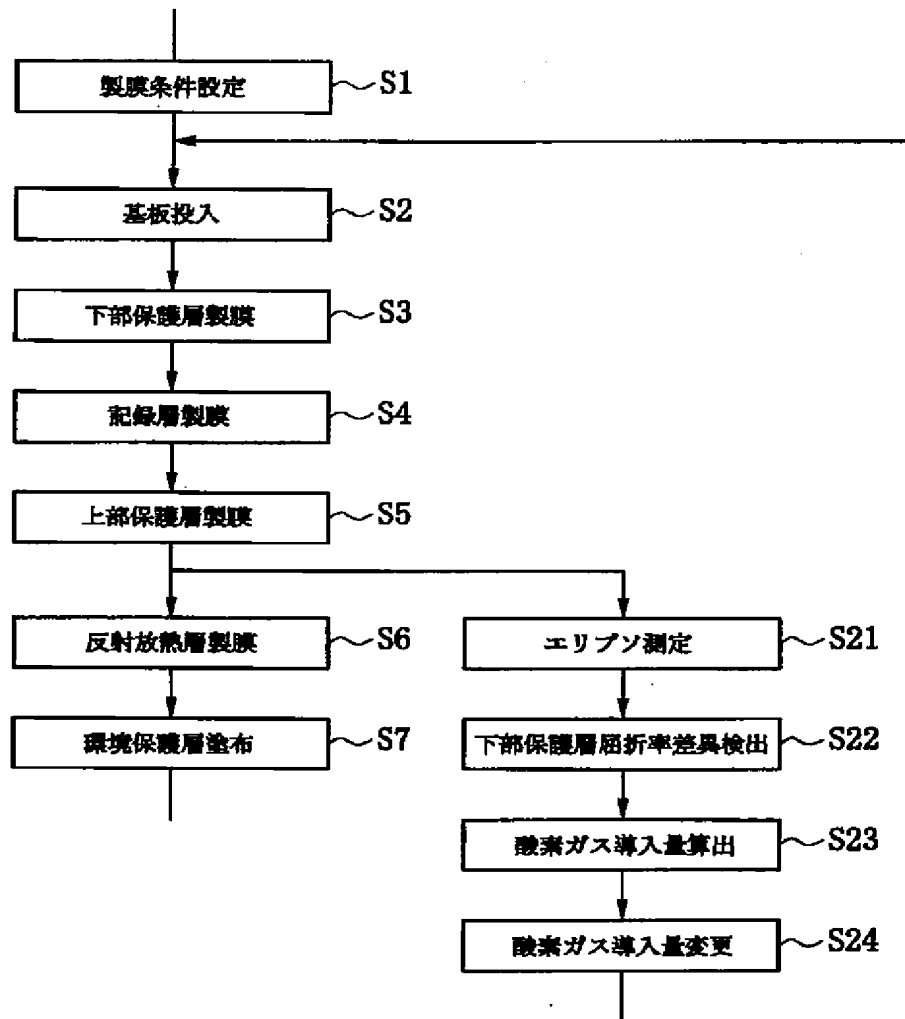 製膜条件設定 S1
基板投入 S2
下部保護層製膜 S3
記録層製膜 S4
上部保護層製膜 S5
反射放熱層製膜 S6
環境保護層塗布 S7
エリプソ測定 S21
下部保護層屈折率差異検出 S22
酸素ガス導入量算出 S23
酸素ガス導入量変更 S24